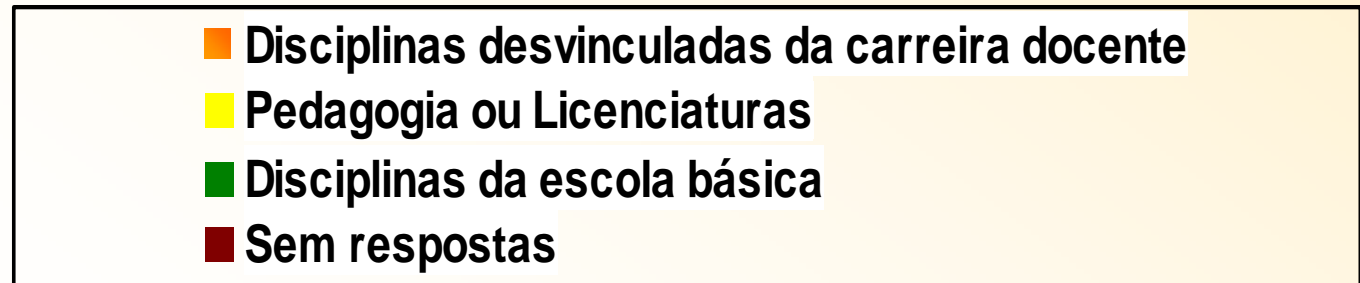 Disciplinas desvinculadas da carreira docente
Pedagogia ou Licenciaturas
Disciplinas da escola básica
Sem respostas